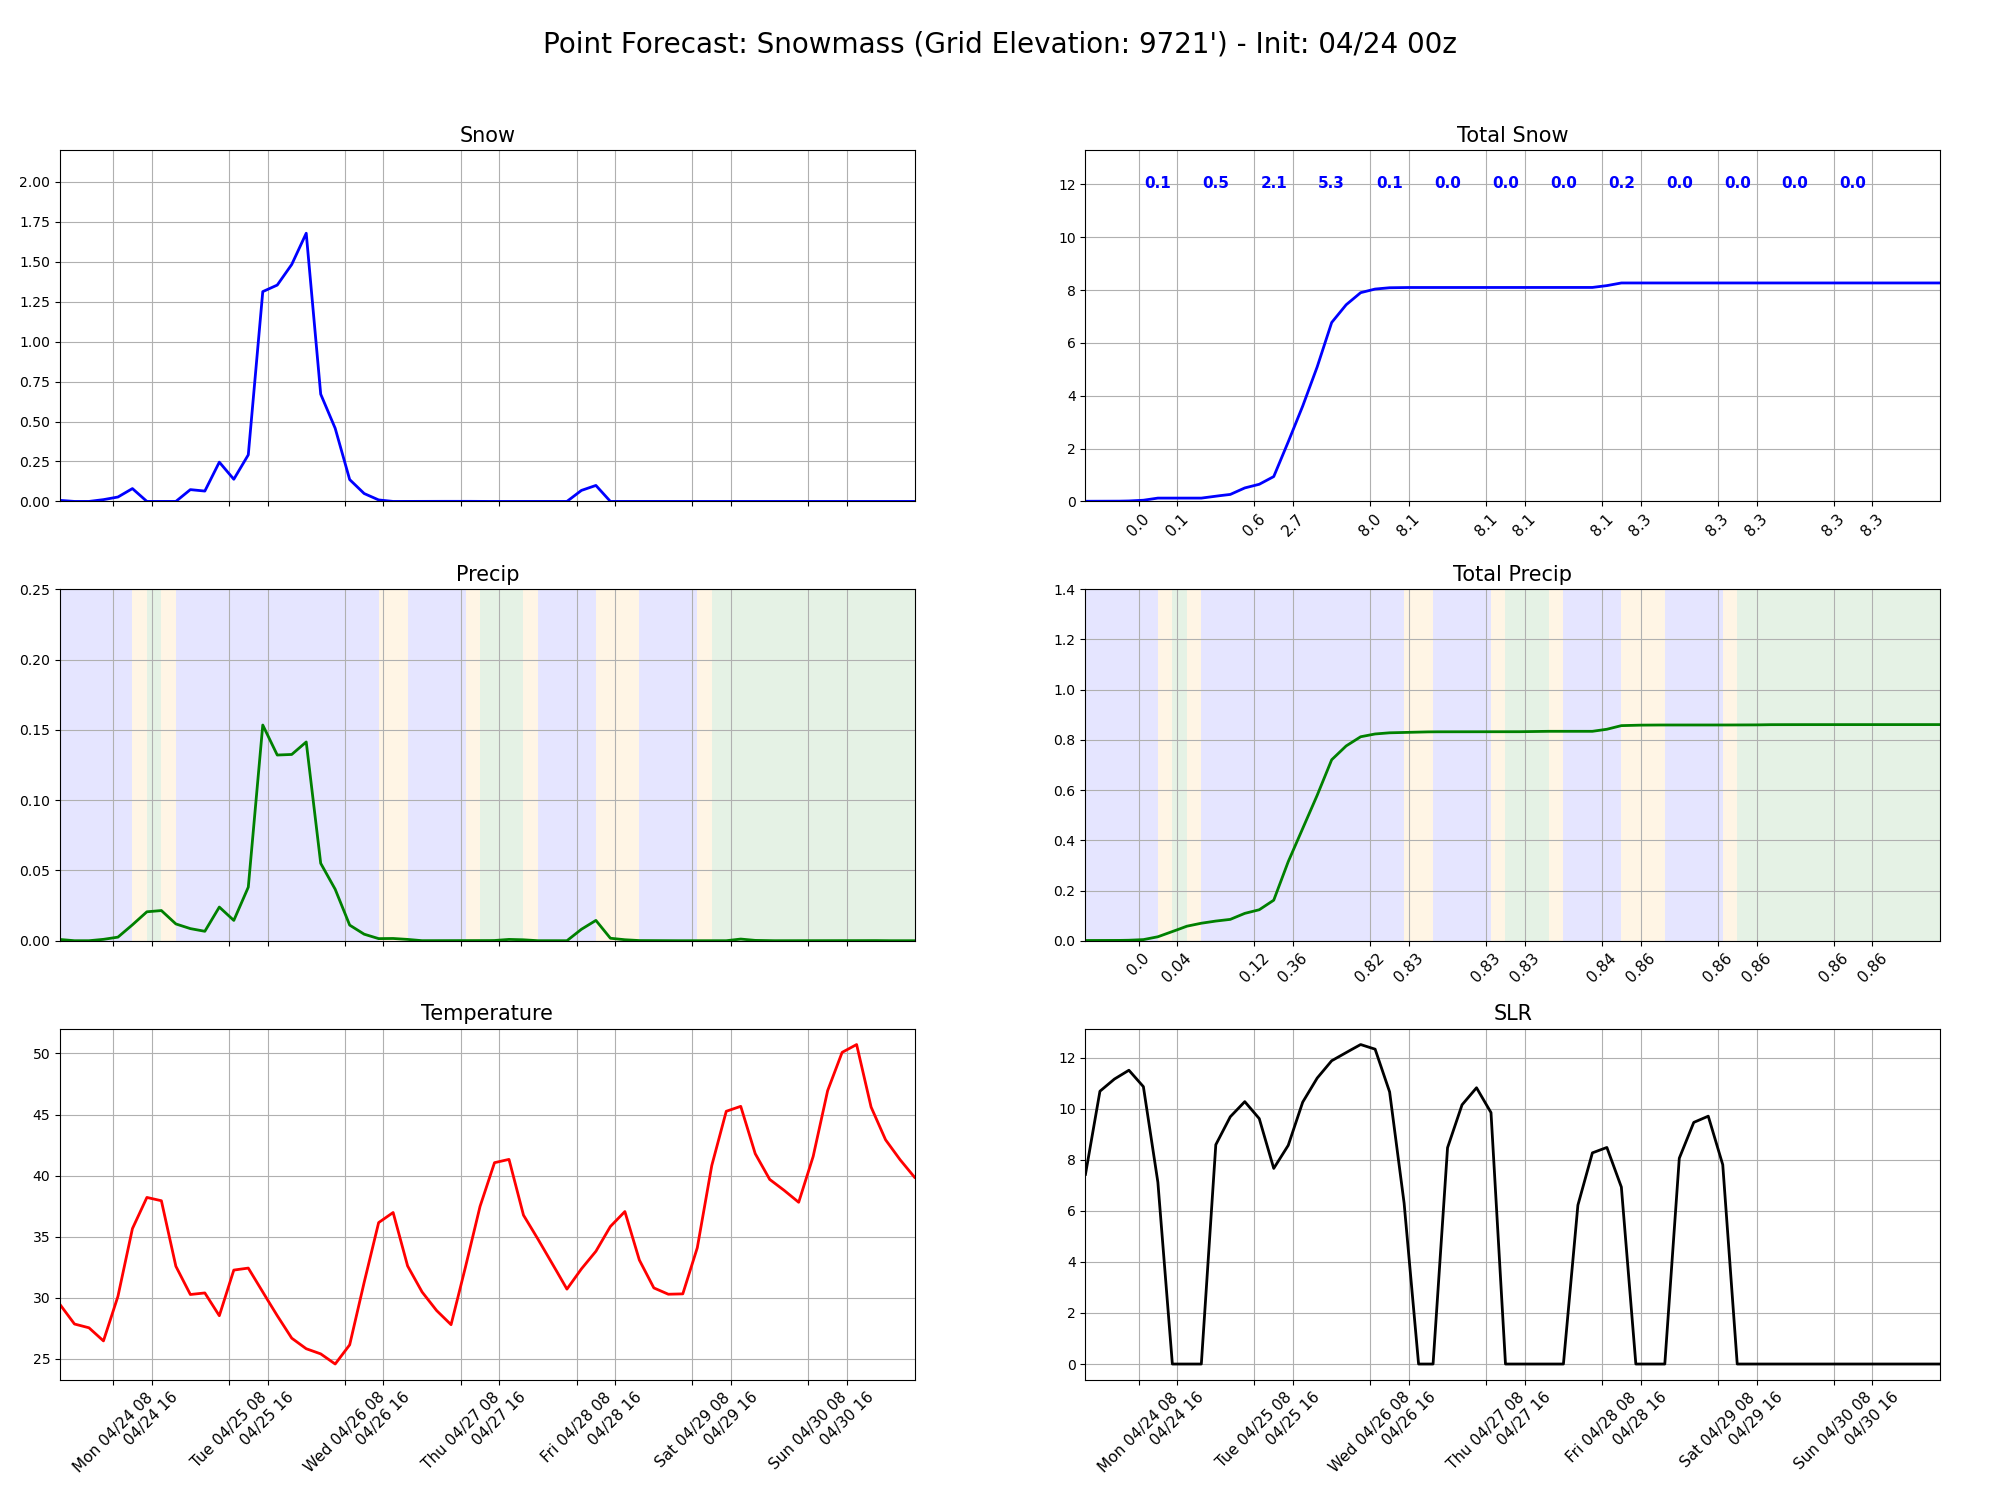 Point Forecast: Snowmass (Grid Elevation: 9721') - Init: 04/24 00z
Snow
2.00
1.75
1.50
1.25
1.00
0.75
0.50
0.25
0.00
Total Snow
0.1 0.5 2.1 5.3 0.1 0.0 0.0 0.0 0.2 0.0 0.0 0.0 0.0
12
10
8
6
4
2
0
0.0 0.1 0.6 2.7 8.0 8.1 8.1 8.1 8.1 8.3 8.3 8.3 8.3 8.3
Precip
0.25
0.20
0.15
0.10
0.05
0.00
Total Precip
1.4
1.2
1.0
0.8
0.6
0.4
0.2
0.0
0.0 0.04 0.12 0.36 0.82 0.83 0.83 0.83 0.84 0.86 0.86 0.86 0.86 0.86
Temperature
50
45
40
35
30
25
Mon 04/24 08
04/24 16
Tue 04/25 08
04/25 16
Wed 04/26 08
04/26 16
Thu 04/27 08
04/27 16
Fri 04/28 08
04/28 16
Sat 04/29 08
04/29 16
Sun 04/30 08
04/30 16
SLR
12
10
8
6
4
2
0
Mon 04/24 08
04/24 16
Tue 04/25 08
04/25 16
Wed 04/26 08
04/26 16
Thu 04/27 08
04/27 16
Fri 04/28 08
04/28 16
Sat 04/29 08
04/29 16
Sun 04/30 08
04/30 16